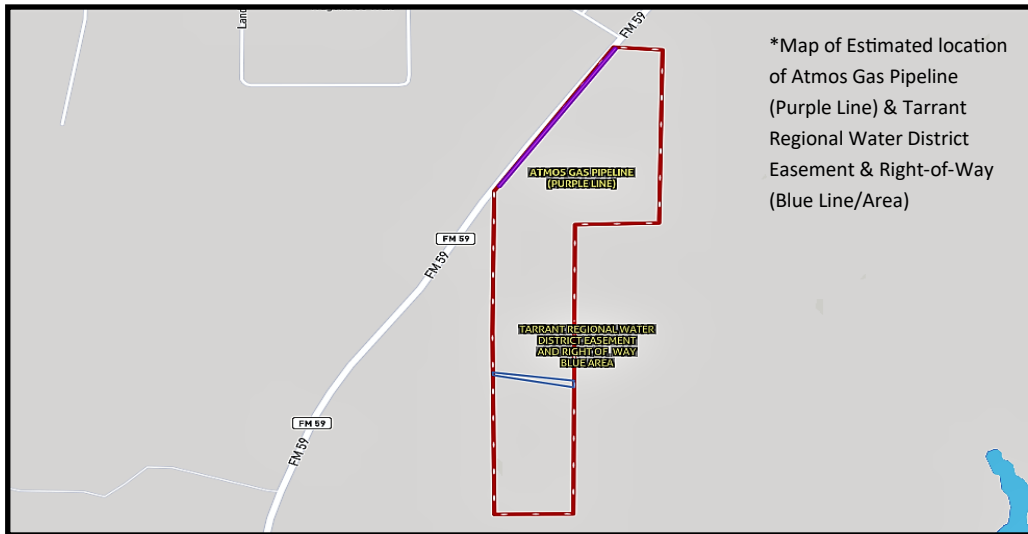 Land
FM 59
*Map of Estimated location
of Atmos Gas Pipeline
(Purple Line) & Tarrant
Regional Water District
Easement & Right-of-Way
(Blue Line/Area)
ATMOS GAS PIPELINE
(PURPLE LINE)
FM 59
FM 59
TARRANT REGIONAL WATER
DISTRICT EASEMENT
AND RIGHT OF WAY
BLUE AREA
FM 59
FM 59